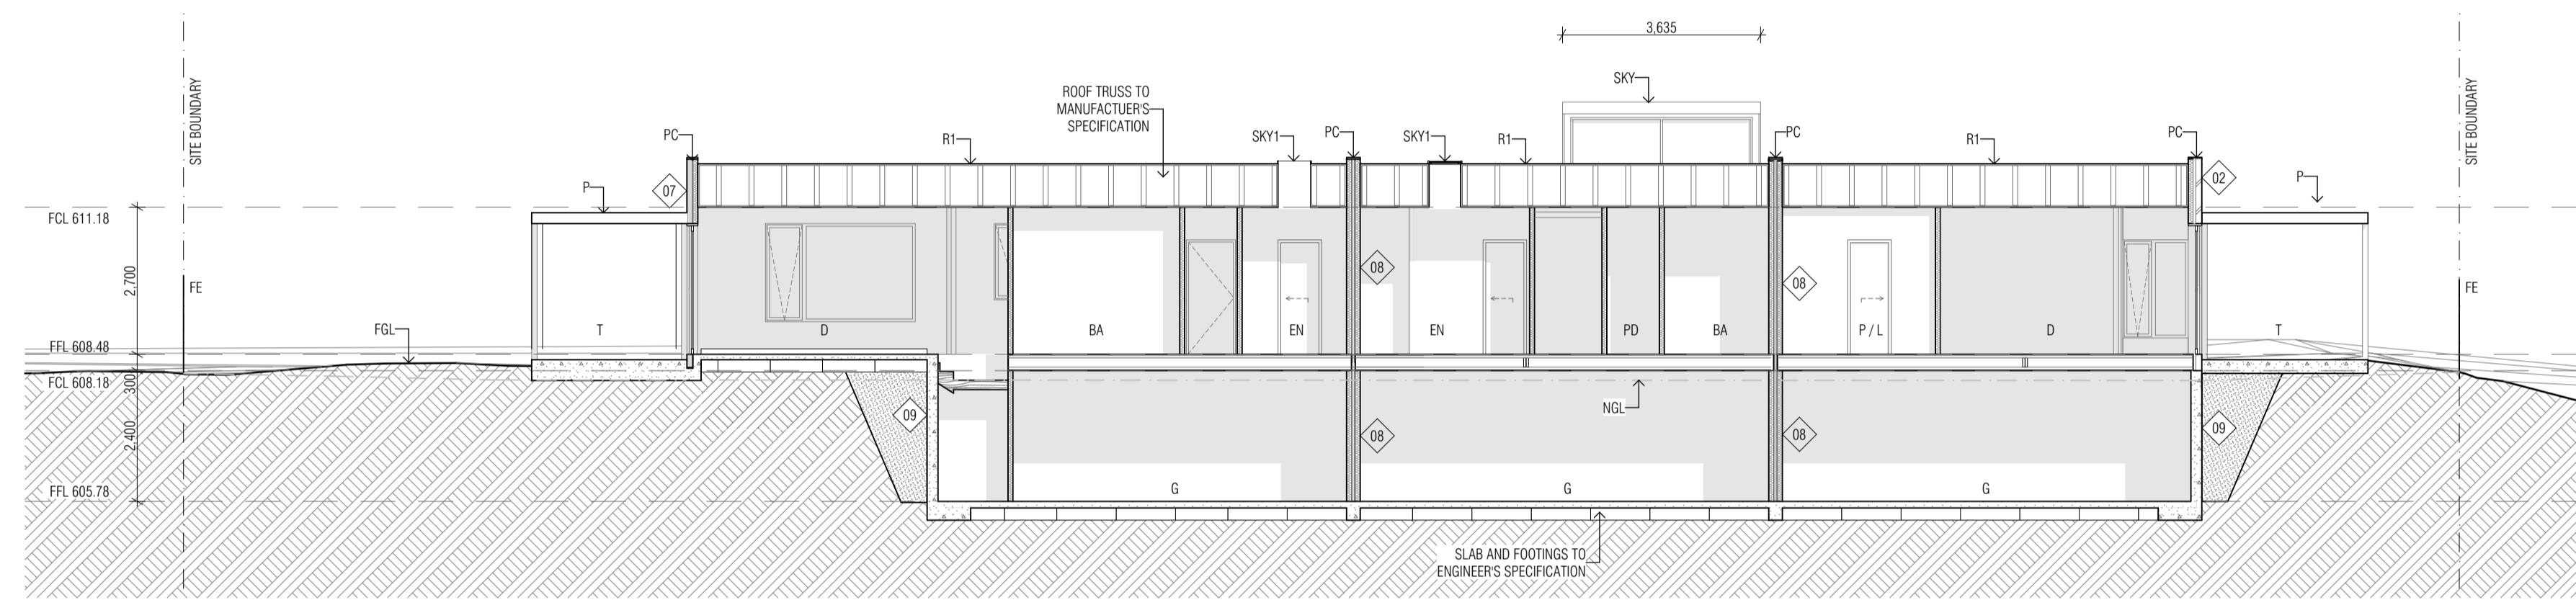 3,635
SKY
SITE BOUNDARY
SITE BOUNDARY
ROOF TRUSS TO
MANUFACTUER'S
SPECIFICATION
PC
R1
SKY1
PC
SKY1
R1
PC
R1
PC
P
07
02
P
FCL 611.18
2,700
FE
08
08
FE
FGL
T
D
BA
EN
EN
PD
BA
P / L
D
T
FFL 608.48
300
FCL 608.18
NGL
09
08
08
09
2,400
FFL 605.78
G
G
G
SLAB AND FOOTINGS TO
ENGINEER'S SPECIFICATION